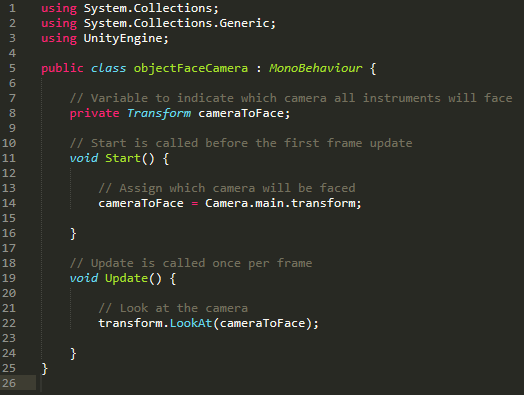 1 using System.Collections;
2 using System.Collections.Generic;
3 using UnityEngine;
4
5 public class objectFaceCamera : MonoBehaviour {
6
7     // Variable to indicate which camera all instruments will face
8     private Transform cameraToFace;
9
10     // Start is called before the first frame update
11     void Start() {
12
13         // Assign which camera will be faced
14         cameraToFace = Camera.main.transform;
15
16     }
17
18     // Update is called once per frame
19     void Update() {
20
21         // Look at the camera
22         transform.LookAt(cameraToFace);
23
24     }
25 }
26